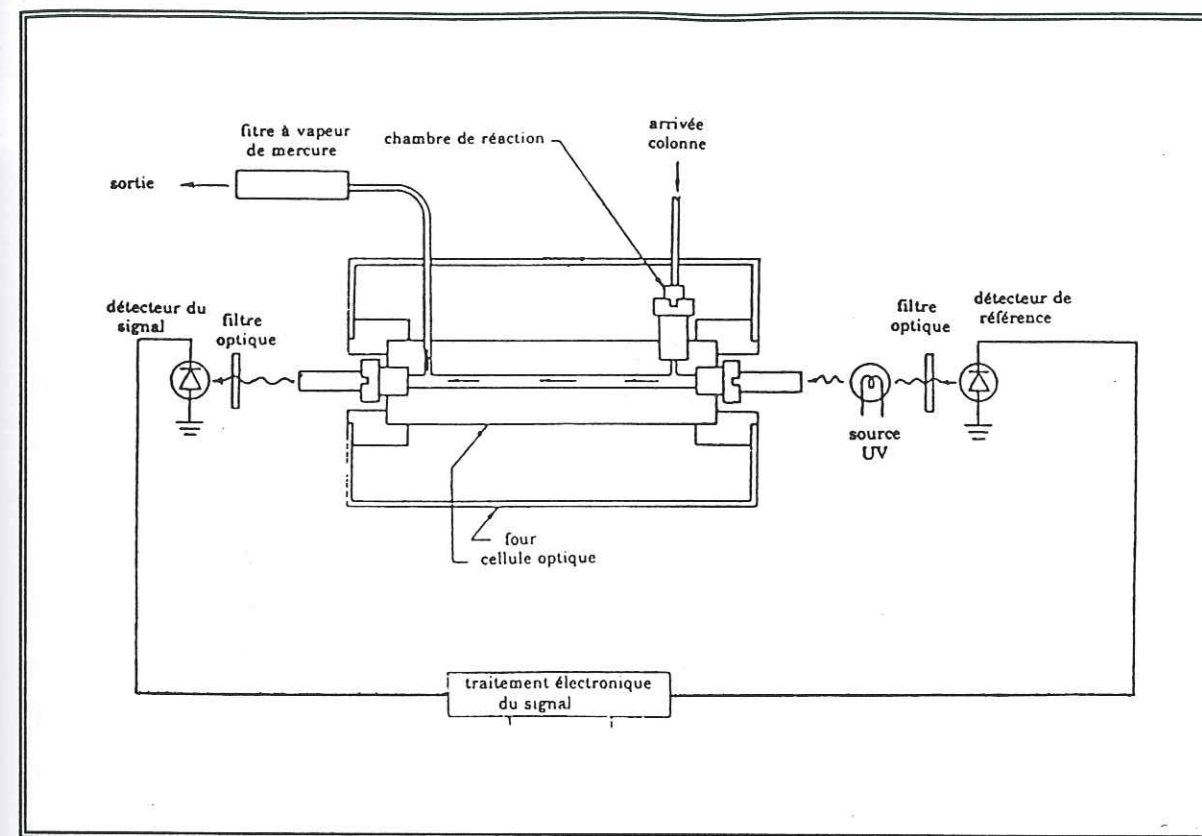 fitre à vapeur
de mercure
chambre de réaction
arrivée
colonne
sortie
détecteur du
signal
filtre
optique
filtre
optique
détecteur de
référence
source
UV
four
cellule optique
traitement électronique
du signal